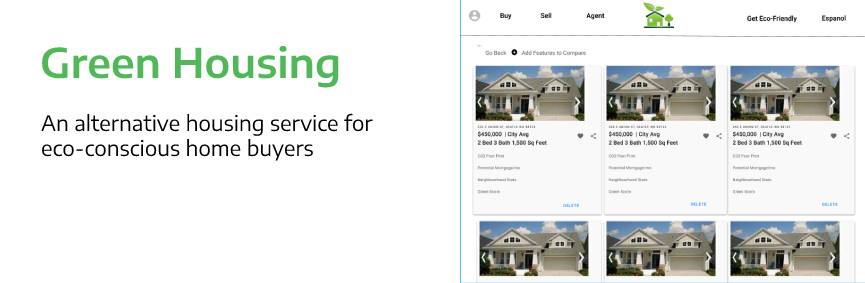 Green Housing
An alternative housing service for
eco-conscious home buyers
Buy Sell Agent Get Eco-Friendly Espanol
Go Back Add Features to Compare
$450,000 | City Avg $450,000 | City Avg $450,000 | City Avg
2 Bed 3 Bath 1,500 Sq Feet 2 Bed 3 Bath 1,500 Sq Feet 2 Bed 3 Bath 1,500 Sq Feet
CO2 Foot Print CO2 Foot Print CO2 Foot Print
Potential Mortgage/mo Potential Mortgage/mo Potential Mortgage/mo
Neighbourhood Stats Neighbourhood Stats Neighbourhood Stats
Green Score Green Score Green Score
DELETE DELETE DELETE